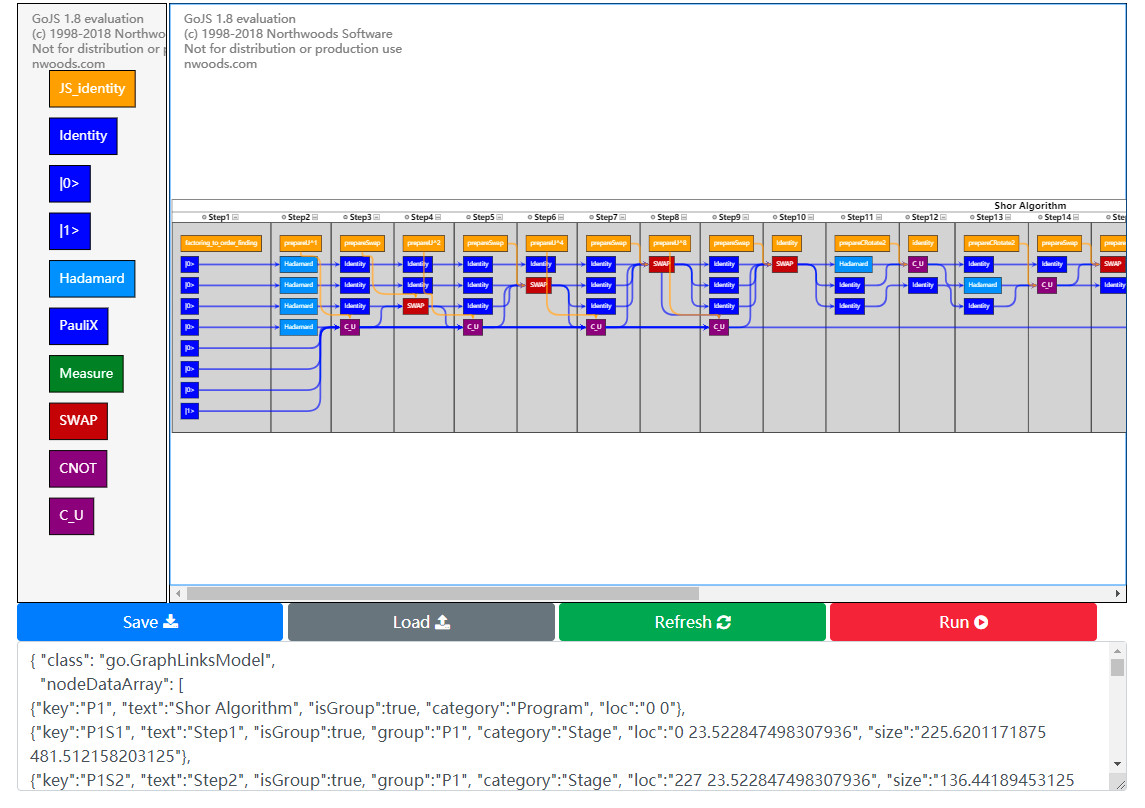 GoJS 1.8 evaluation
(c) 1998-2018 Northwo
Not for distribution or p
nwoods.com
JS_identity
Identity
|0>
|1>
Hadamard
PauliX
Measure
SWAP
CNOT
C_U
GoJS 1.8 evaluation
(c) 1998-2018 Northwoods Software
Not for distribution or production use
nwoods.com
Shor Algorithm
Step1 Step2 Step3 Step4 Step5 Step6 Step7 Step8 Step9 Step10 Step11 Step12 Step13 Step14 Ste
factoring_to_order_finding prepareU^1 prepareSwap prepareU^2 prepareSwap prepareU^4 prepareSwap prepareU^8 prepareSwap Identity prepareCRotate2 identity prepareCRotate2 prepareSwap prepa
|0> Hadamard Identity Identity Identity Identity Identity SWAP Identity SWAP Hadamard C_U Identity Identity SWAP
|0> Hadamard Identity Identity Identity SWAP Identity Identity Identity Identity Hadamard C_U Identity
|0> Hadamard Identity SWAP Identity Identity Identity Identity
|0> Hadamard C_U C_U C_U C_U
|0>
|0>
|0>
|1>
Save
Load
Refresh
Run
{ "class": "go.GraphLinksModel",
"nodeDataArray": [
{"key":"P1", "text":"Shor Algorithm", "isGroup":true, "category":"Program", "loc":"0 0"},
{"key":"P1S1", "text":"Step1", "isGroup":true, "group":"P1", "category":"Stage", "loc":"0 23.522847498307936", "size":"225.6201171875
481.512158203125"},
{"key":"P1S2", "text":"Step2", "isGroup":true, "group":"P1", "category":"Stage", "loc":"227 23.522847498307936", "size":"136.44189453125